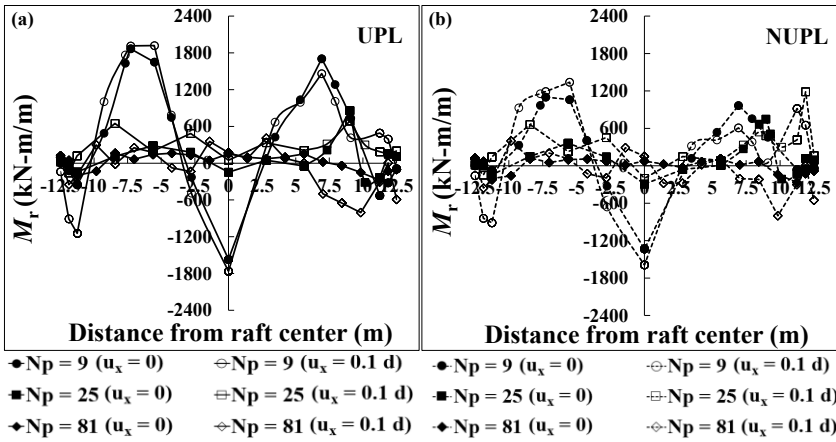 (a)
UPL
2400
1800
1200
600
0
-600
-1200
-1800
-2400
-12.5 -10 -7.5 -5 -2.5 0 2.5 5 7.5 10 12.5
Mr (kN-m/m)
Distance from raft center (m)
(b)
NUPL
2400
1800
1200
600
0
-600
-1200
-1800
-2400
-12.5 -10 -7.5 -5 -2.5 0 2.5 5 7.5 10 12.5
Mr (kN-m/m)
Distance from raft center (m)
Np = 9 (ux = 0) Np = 9 (ux = 0.1 d)
Np = 25 (ux = 0) Np = 25 (ux = 0.1 d)
Np = 81 (ux = 0) Np = 81 (ux = 0.1 d)
Np = 9 (ux = 0) Np = 9 (ux = 0.1 d)
Np = 25 (ux = 0) Np = 25 (ux = 0.1 d)
Np = 81 (ux = 0) Np = 81 (ux = 0.1 d)